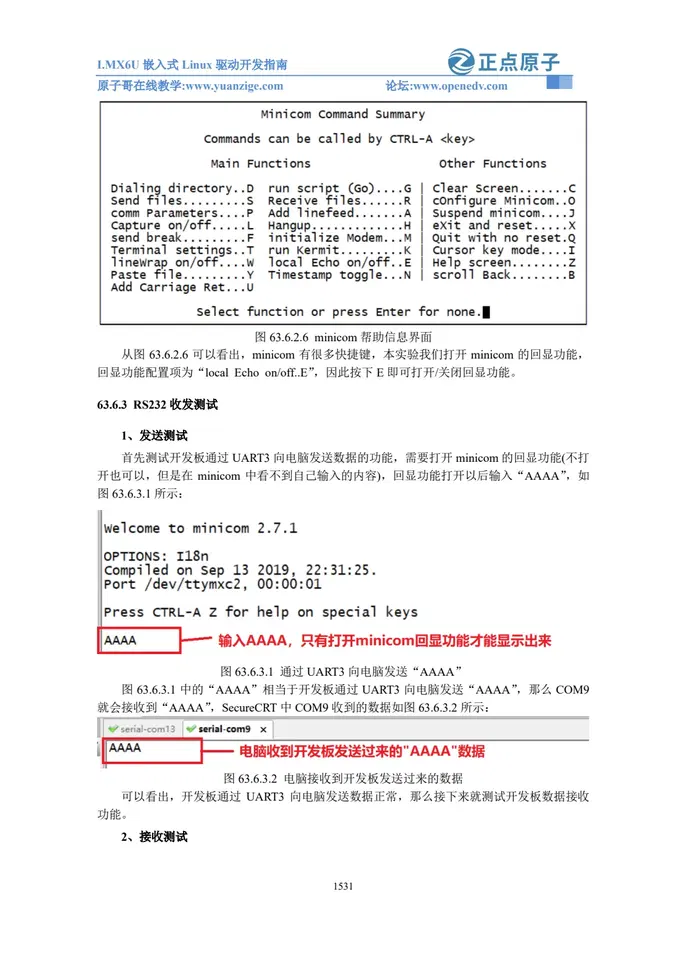 I.MX6U 嵌入式 Linux 驱动开发指南
正点原子
原子哥在线教学:www.yuanzige.com 论坛:www.openedv.com
Minicom Command Summary
Commands can be called by CTRL-A <key>
Main Functions Other Functions
Dialing directory..D run script (Go)....G | Clear Screen.......C
Send files.........S Receive files......R | cOnfigure Minicom..O
comm Parameters....P Add linefeed.......A | Suspend minicom....J
Capture on/off.....L Hangup.............H | eXit and reset.....X
send break.........F initialize Modem...M | Quit with no reset.Q
Terminal settings..T run Kermit.........K | Cursor key mode....I
lineWrap on/off....W local Echo on/off..E | Help screen........Z
Paste file.........Y Timestamp toggle...N | scroll Back........B
Add Carriage Ret...U
Select function or press Enter for none.
图 63.6.2.6 minicom 帮助信息界面
从图 63.6.2.6 可以看出，minicom 有很多快捷键，本实验我们打开 minicom 的回显功能，
回显功能配置项为“local Echo on/off..E”，因此按下 E 即可打开/关闭回显功能。
63.6.3 RS232 收发测试
1、发送测试
首先测试开发板通过 UART3 向电脑发送数据的功能，需要打开 minicom 的回显功能(不打
开也可以，但是在 minicom 中看不到自己输入的内容)，回显功能打开以后输入“AAAA”，如
图 63.6.3.1 所示：
Welcome to minicom 2.7.1
OPTIONS: I18n
Compiled on Sep 13 2019, 22:31:25.
Port /dev/ttymxc2, 00:00:01
Press CTRL-A Z for help on special keys
AAAA 输入AAAA，只有打开minicom回显功能才能显示出来
图 63.6.3.1 通过 UART3 向电脑发送“AAAA”
图 63.6.3.1 中的“AAAA”相当于开发板通过 UART3 向电脑发送“AAAA”，那么 COM9
就会接收到“AAAA”，SecureCRT 中 COM9 收到的数据如图 63.6.3.2 所示：
serial-com13 serial-com9 x
AAAA 电脑收到开发板发送过来的"AAAA"数据
图 63.6.3.2 电脑接收到开发板发送过来的数据
可以看出，开发板通过 UART3 向电脑发送数据正常，那么接下来就测试开发板数据接收
功能。
2、接收测试
1531